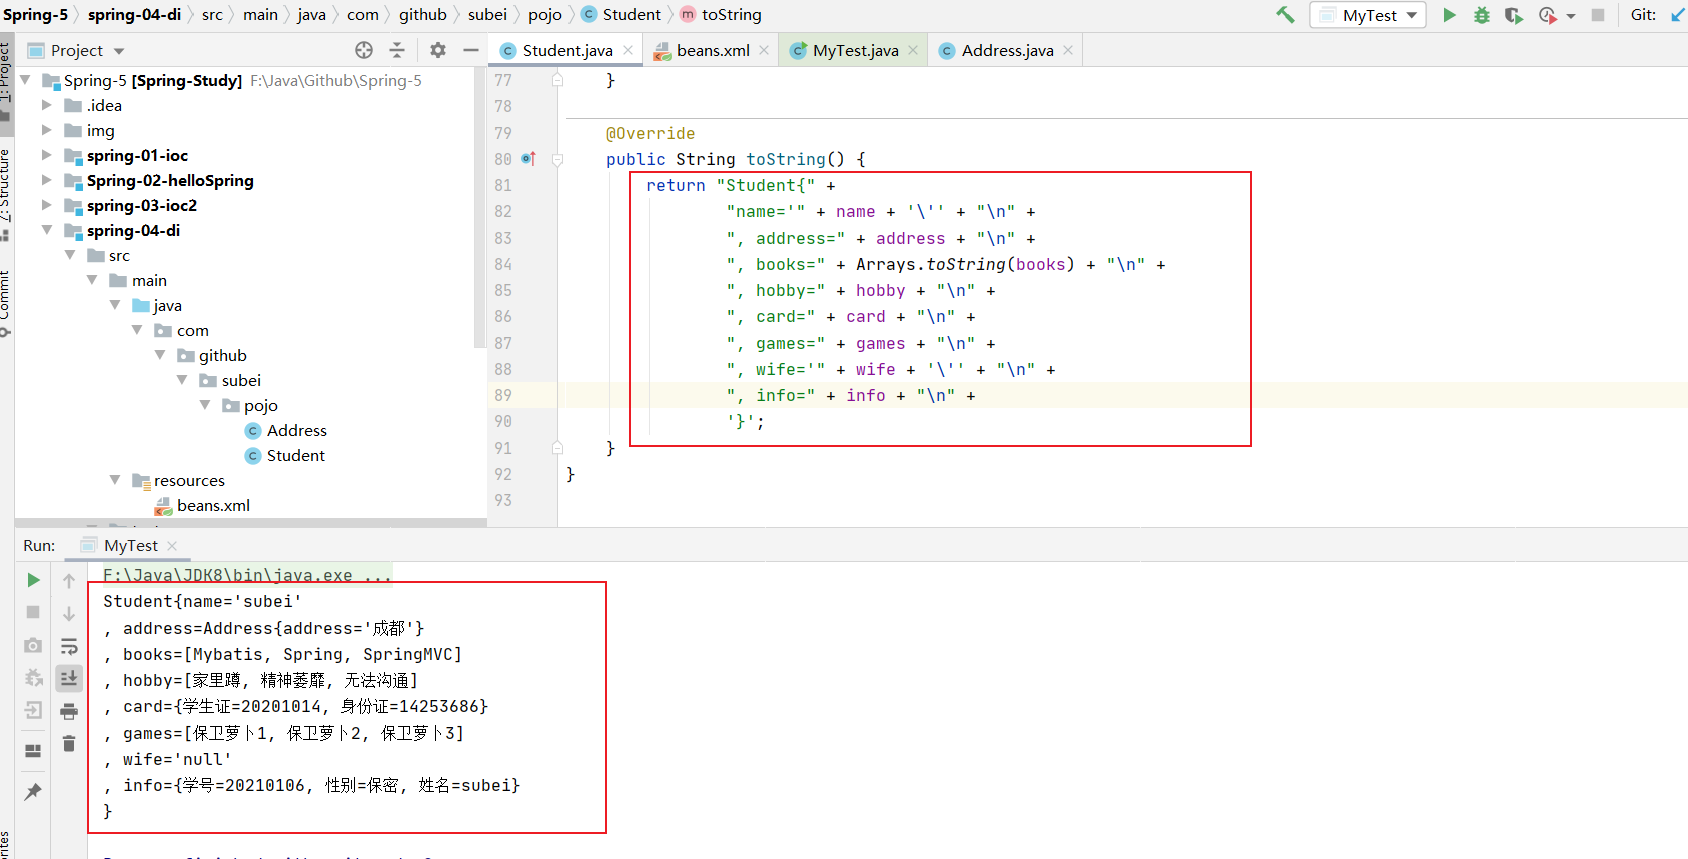 Spring-5 spring-04-di src main java com github subei pojo Student toString MyTest Git:
1: Project
Project
Student.java beans.xml MyTest.java Address.java
Spring-5 [Spring-Study] F:\Java\Github\Spring-5
.idea
img
spring-01-ioc
Spring-02-helloSpring
spring-03-ioc2
spring-04-di
src
main
java
com
github
subei
pojo
Address
Student
resources
beans.xml
7: Structure
Commit
77 }
78
79 @Override
80 public String toString() {
81 return "Student{" +
82 "name='" + name + '\'' + "\n" +
83 ", address=" + address + "\n" +
84 ", books=" + Arrays.toString(books) + "\n" +
85 ", hobby=" + hobby + "\n" +
86 ", card=" + card + "\n" +
87 ", games=" + games + "\n" +
88 ", wife='" + wife + '\'' + "\n" +
89 ", info=" + info + "\n" +
90 '}';
91 }
92 }
93
Run: MyTest
F:\Java\JDK8\bin\java.exe ...
Student{name='subei'
, address=Address{address='成都'}
, books=[Mybatis, Spring, SpringMVC]
, hobby=[家里蹲, 精神萎靡, 无法沟通]
, card={学生证=20201014, 身份证=14253686}
, games=[保卫萝卜1, 保卫萝卜2, 保卫萝卜3]
, wife='null'
, info={学号=20210106, 性别=保密, 姓名=subei}
}